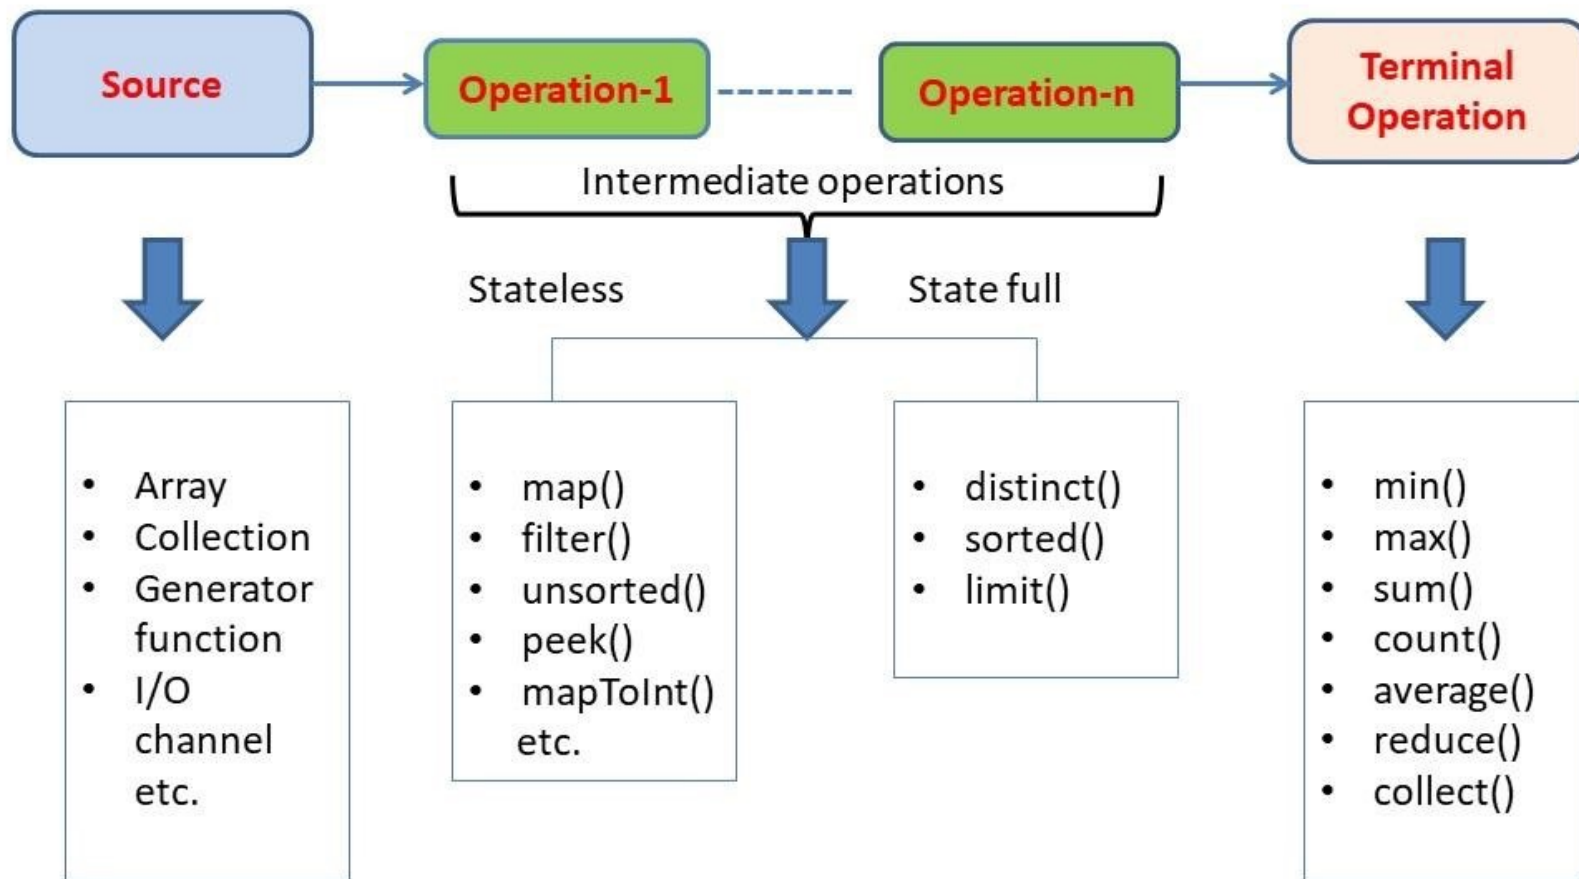 Source
Operation-1
Operation-n
Terminal
Operation
Intermediate operations
Stateless
State full
• Array
• Collection
• Generator
function
• I/O
channel
etc.
• map()
• filter()
• unsorted()
• peek()
• mapToInt()
etc.
• distinct()
• sorted()
• limit()
• min()
• max()
• sum()
• count()
• average()
• reduce()
• collect()